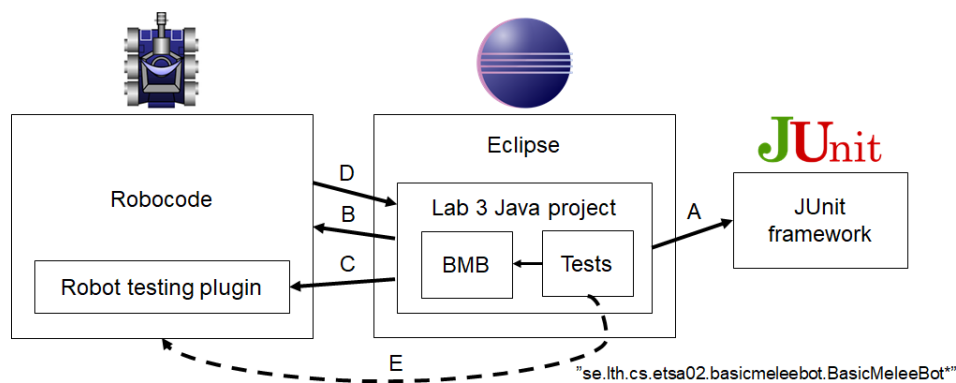 Eclipse
JUnit
Robocode
D
B
C
Lab 3 Java project
A
JUnit
framework
BMB
Tests
Robot testing plugin
E
"se.lth.cs.etsa02.basicmeleebot.BasicMeleeBot*"